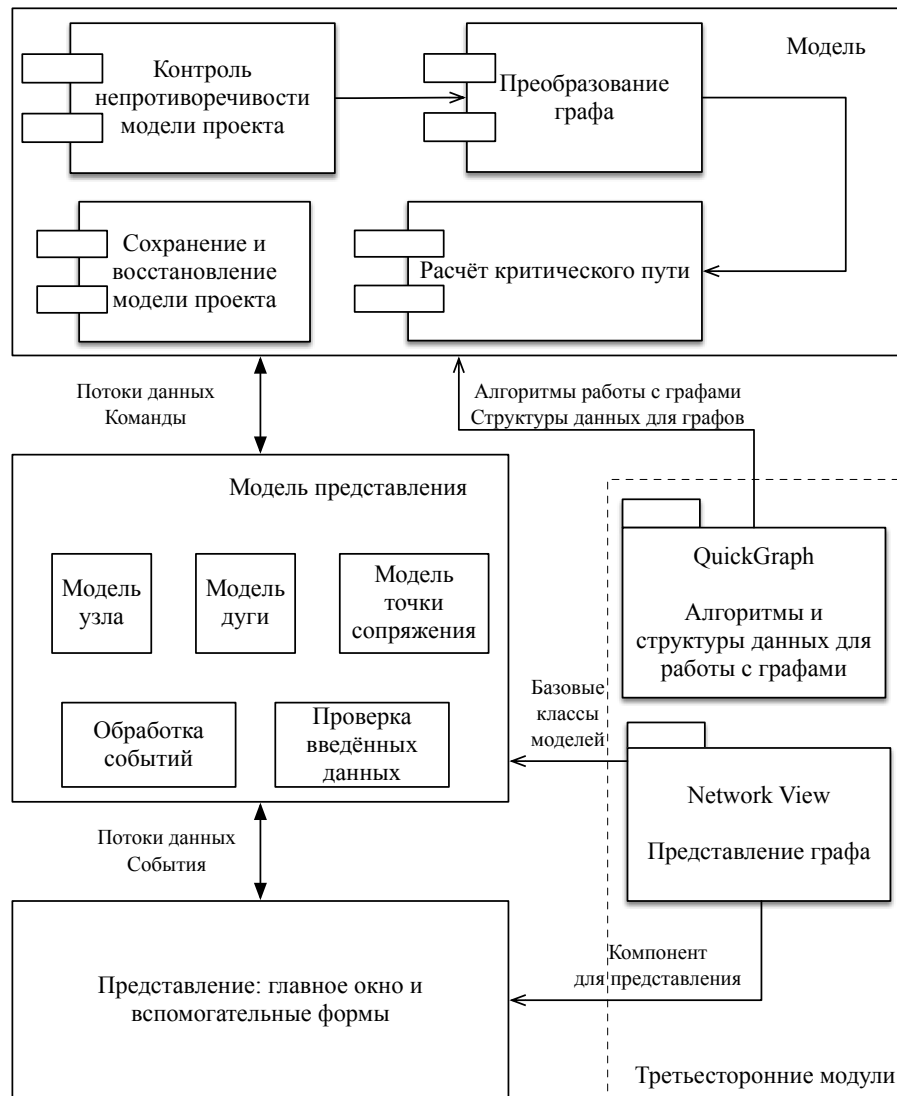 Модель
Контроль
непротиворечивости
модели проекта
Преобразование
графа
Сохранение и
восстановление
модели проекта
Расчёт критического пути
Потоки данных
Команды
Алгоритмы работы с графами
Структуры данных для графов
Модель представления
Модель
узла
Модель
дуги
Модель
точки
сопряжения
Обработка
событий
Проверка
введённых
данных
QuickGraph
Алгоритмы и
структуры данных для
работы с графами
Базовые
классы
моделей
Network View
Представление графа
Потоки данных
События
Представление: главное окно и
вспомогательные формы
Компонент
для представления
Третьесторонние модули